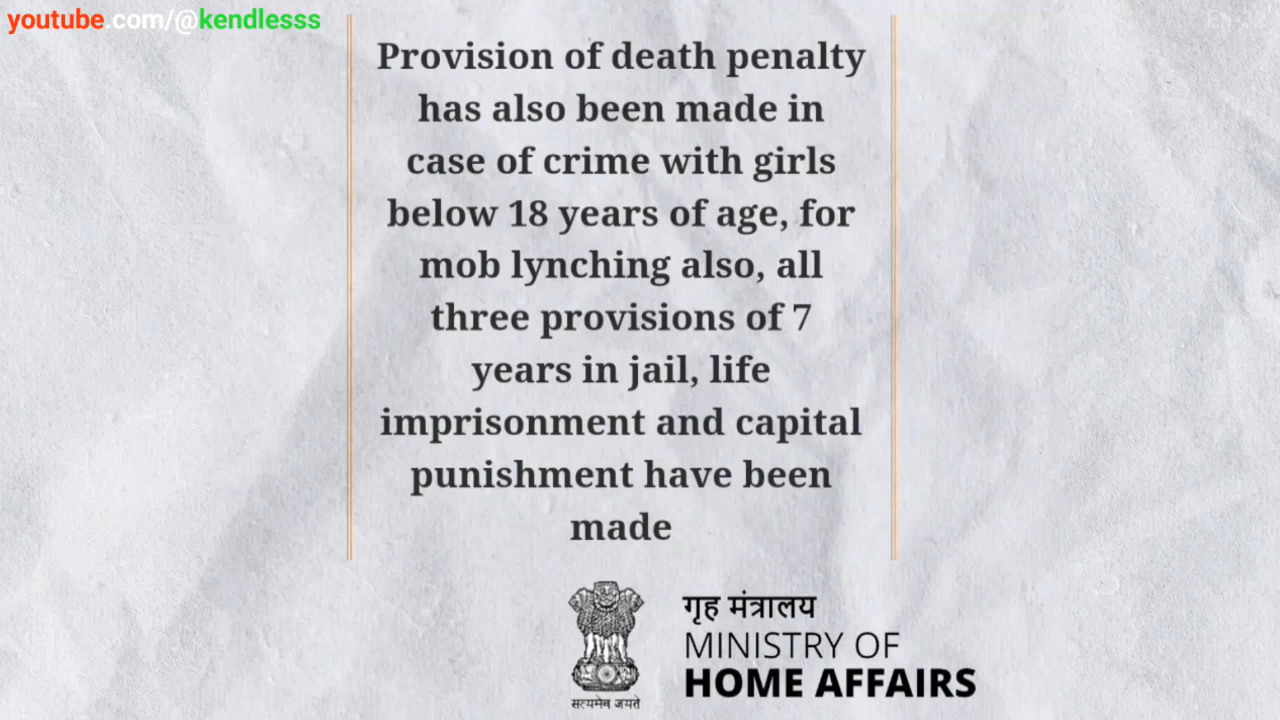 youtube.com/@kendlesss
Provision of death penalty
has also been made in
case of crime with girls
below 18 years of age, for
mob lynching also, all
three provisions of 7
years in jail, life
imprisonment and capital
punishment have been
made
गृह मंत्रालय
MINISTRY OF
HOME AFFAIRS
सत्यमेव जयते